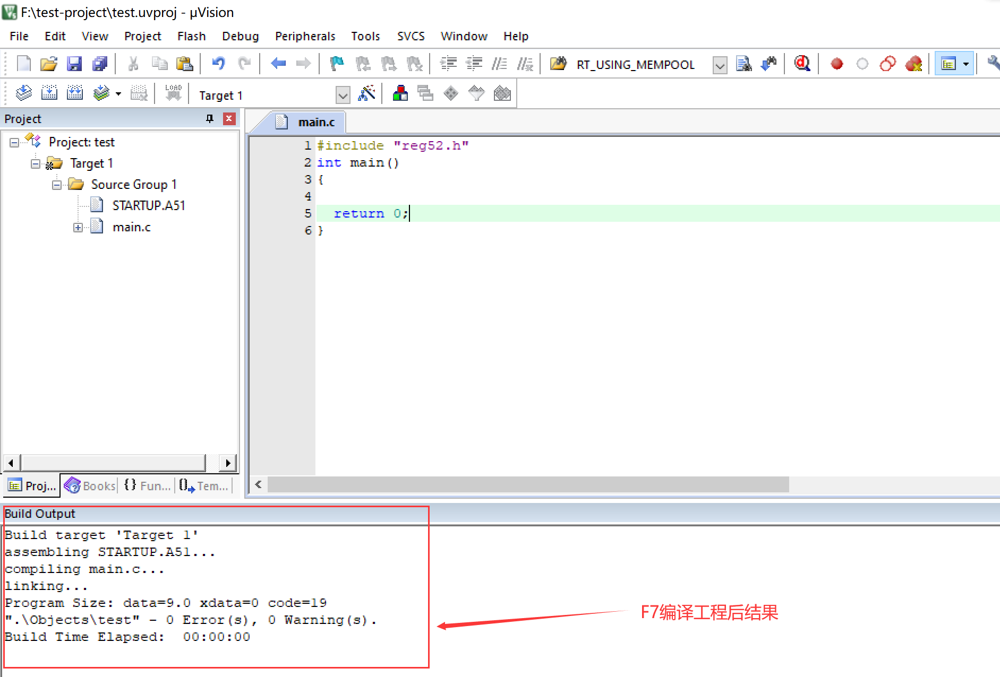 F:\test-project\test.uvproj - µVision
File Edit View Project Flash Debug Peripherals Tools SVCS Window Help
RT_USING_MEMPOOL
LOAD
Target 1
Project
Project: test
Target 1
Source Group 1
STARTUP.A51
main.c
Proj... Books Fun... Tem...
main.c
1 #include "reg52.h"
2 int main()
3 {
4
5 return 0;
6 }
Build Output
Build target 'Target 1'
assembling STARTUP.A51...
compiling main.c...
linking...
Program Size: data=9.0 xdata=0 code=19
".\Objects\test" - 0 Error(s), 0 Warning(s).
Build Time Elapsed:  00:00:00
F7编译工程后结果